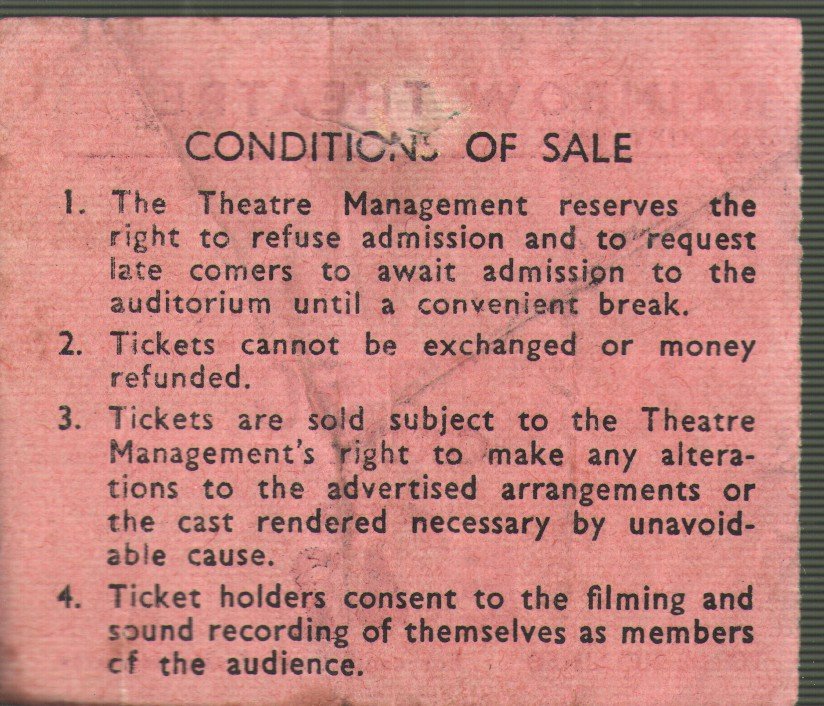 CONDITIONS OF SALE
1. The Theatre Management reserves the
right to refuse admission and to request
late comers to await admission to the
auditorium until a convenient break.
2. Tickets cannot be exchanged or money
refunded.
3. Tickets are sold subject to the Theatre
Management's right to make any altera-
tions to the advertised arrangements or
the cast rendered necessary by unavoid-
able cause.
4. Ticket holders consent to the filming and
sound recording of themselves as members
of the audience.